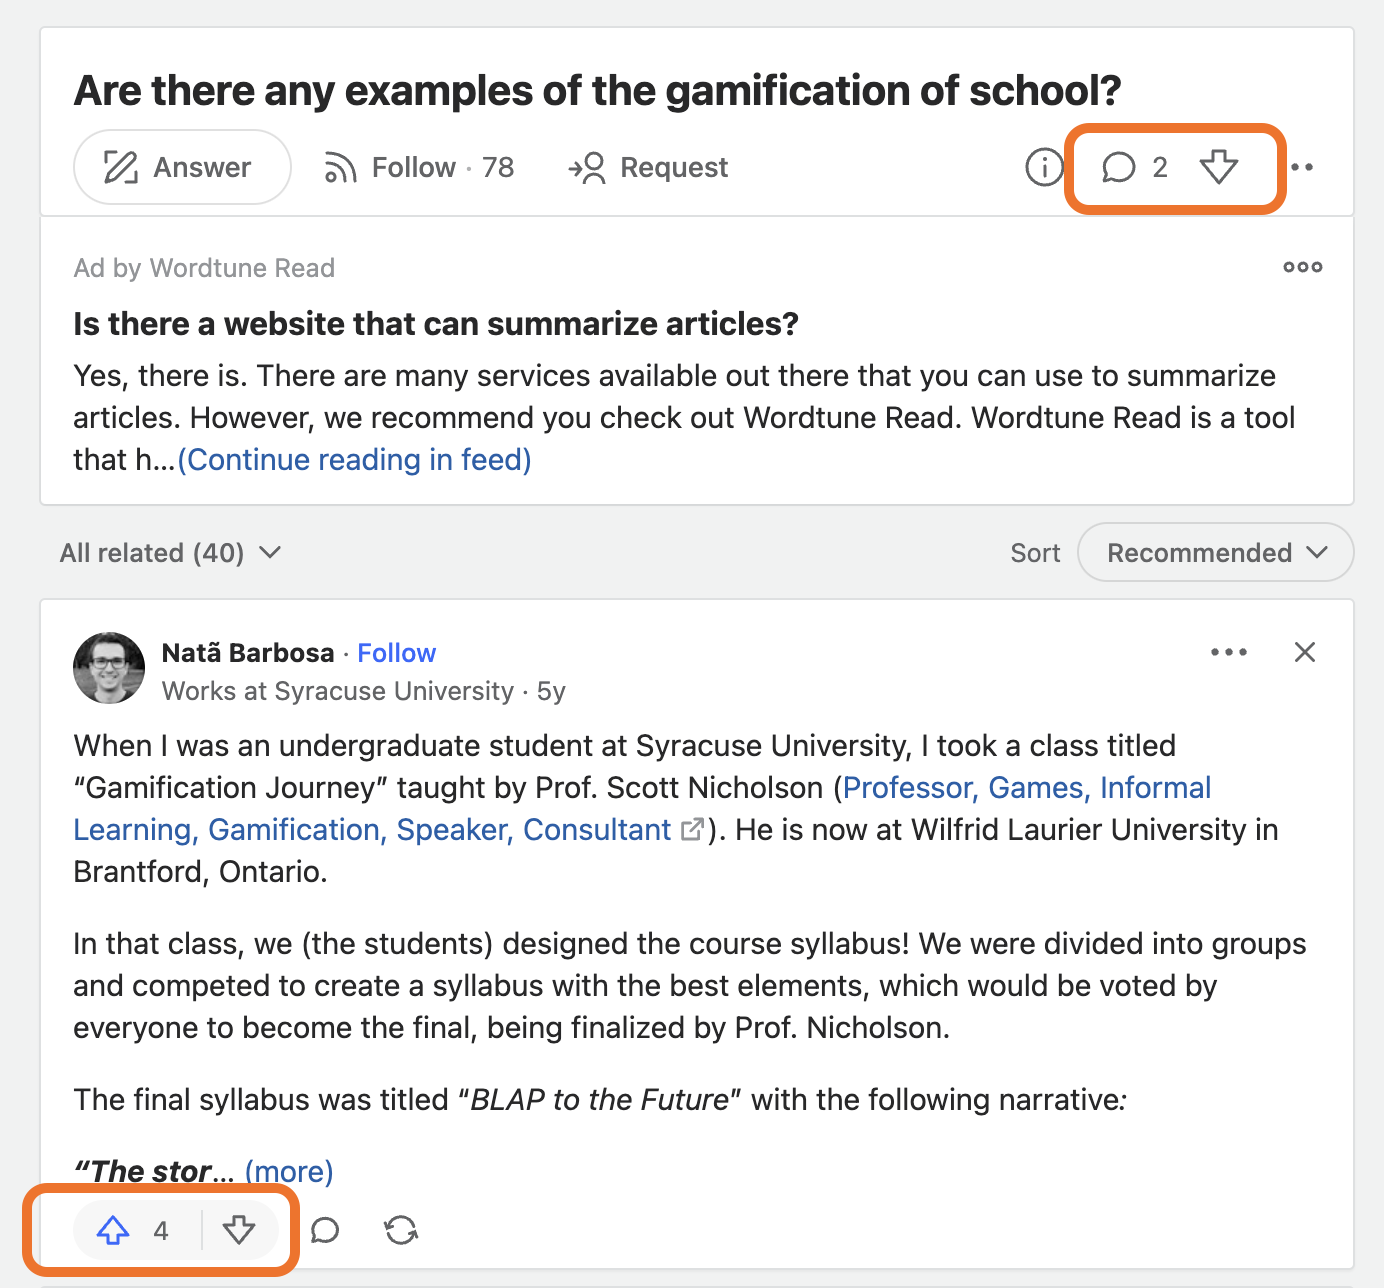 Are there any examples of the gamification of school?
Answer Follow · 78 Request 2
Ad by Wordtune Read
Is there a website that can summarize articles?
Yes, there is. There are many services available out there that you can use to summarize
articles. However, we recommend you check out Wordtune Read. Wordtune Read is a tool
that h...(Continue reading in feed)
All related (40) Sort Recommended
Natã Barbosa · Follow
Works at Syracuse University · 5y
When I was an undergraduate student at Syracuse University, I took a class titled
“Gamification Journey” taught by Prof. Scott Nicholson (Professor, Games, Informal
Learning, Gamification, Speaker, Consultant). He is now at Wilfrid Laurier University in
Brantford, Ontario.
In that class, we (the students) designed the course syllabus! We were divided into groups
and competed to create a syllabus with the best elements, which would be voted by
everyone to become the final, being finalized by Prof. Nicholson.
The final syllabus was titled “BLAP to the Future” with the following narrative:
“The stor... (more)
4